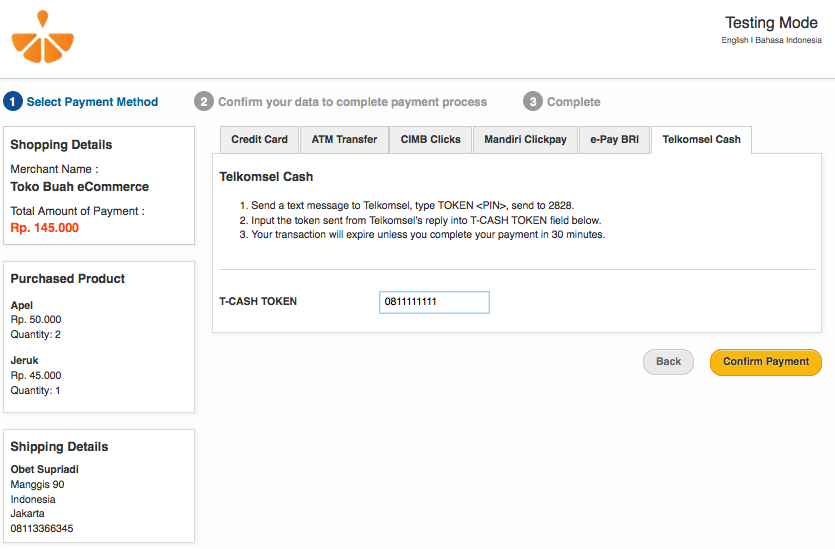 Testing Mode
English | Bahasa Indonesia
1 Select Payment Method
2 Confirm your data to complete payment process
3 Complete
Shopping Details
Merchant Name :
Toko Buah eCommerce
Total Amount of Payment :
Rp. 145.000
Purchased Product
Apel
Rp. 50.000
Quantity: 2
Jeruk
Rp. 45.000
Quantity: 1
Shipping Details
Obet Supriadi
Manggis 90
Indonesia
Jakarta
08113366345
Credit Card
ATM Transfer
CIMB Clicks
Mandiri Clickpay
e-Pay BRI
Telkomsel Cash
Telkomsel Cash
1. Send a text message to Telkomsel, type TOKEN <PIN>, send to 2828.
2. Input the token sent from Telkomsel's reply into T-CASH TOKEN field below.
3. Your transaction will expire unless you complete your payment in 30 minutes.
T-CASH TOKEN
0811111111
Back
Confirm Payment